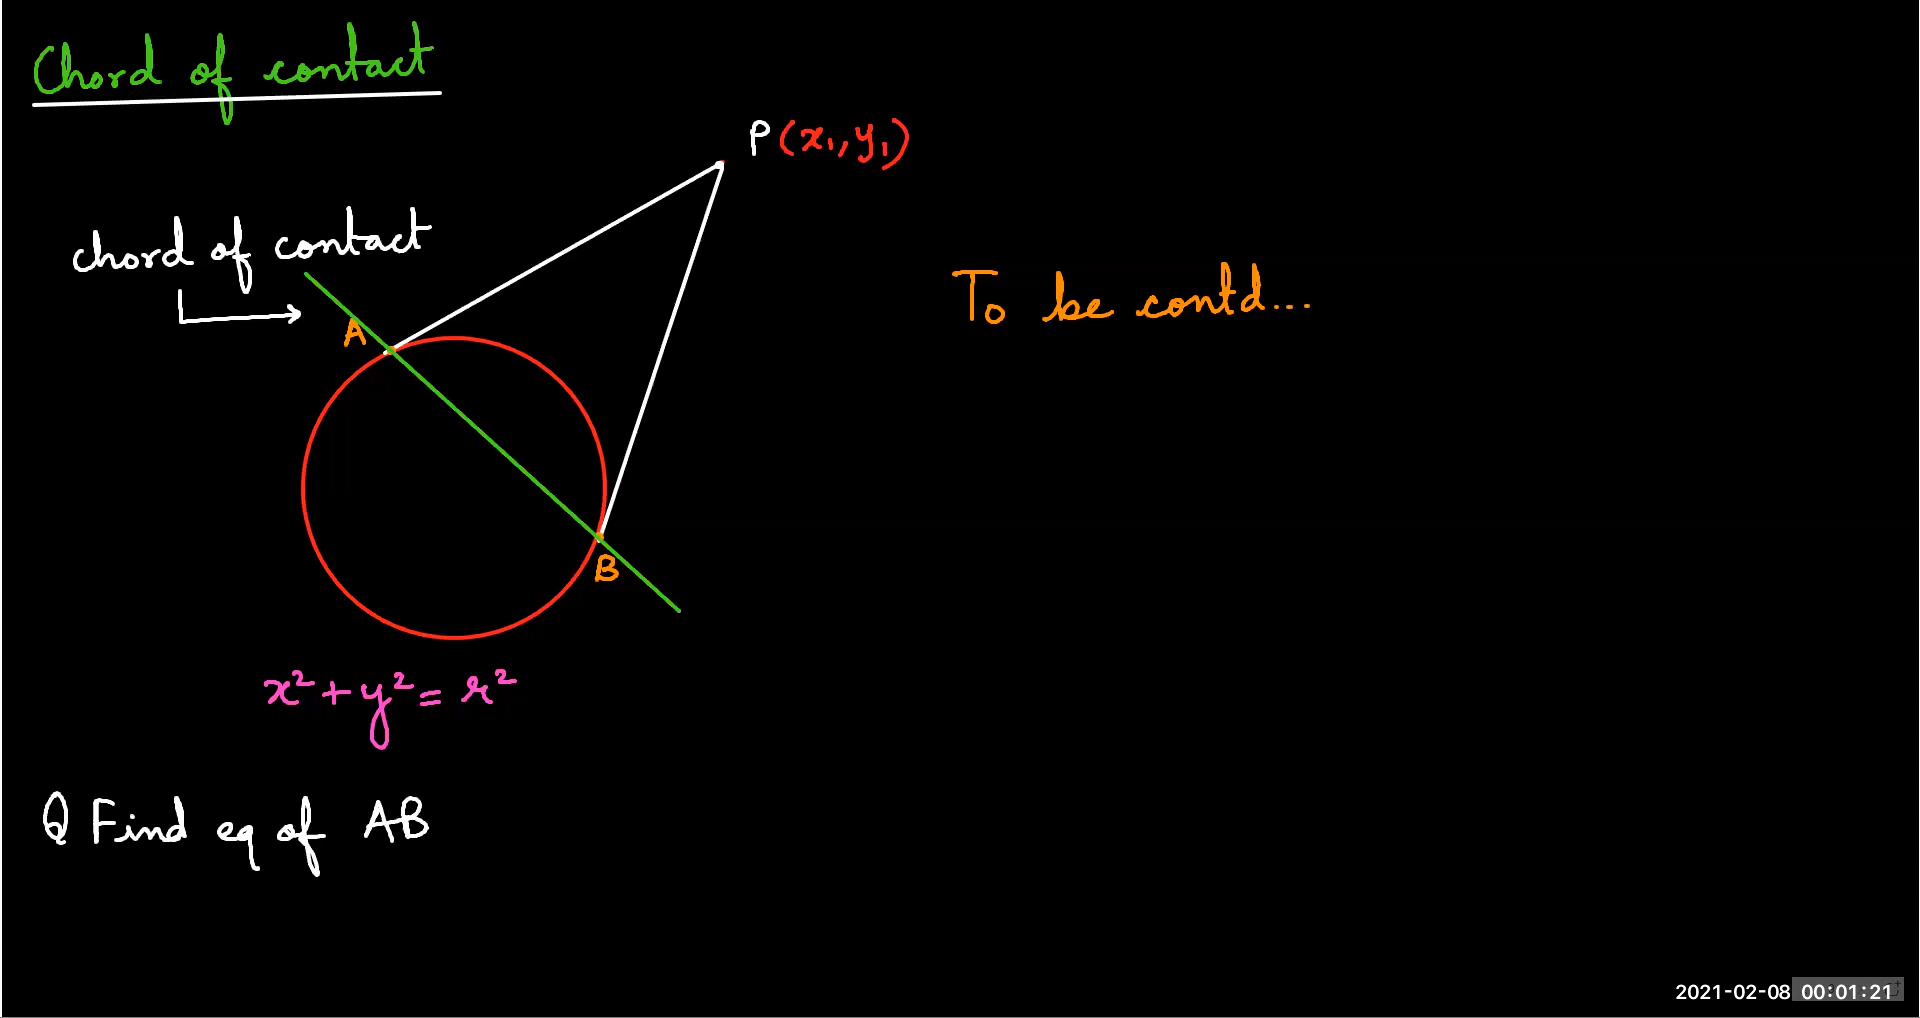 Chord of contact
P(x₁, y₁)
chord of contact
To be contd...
A
B
x² + y² = r²
Q Find eq of AB
2021-02-08 00:01:21